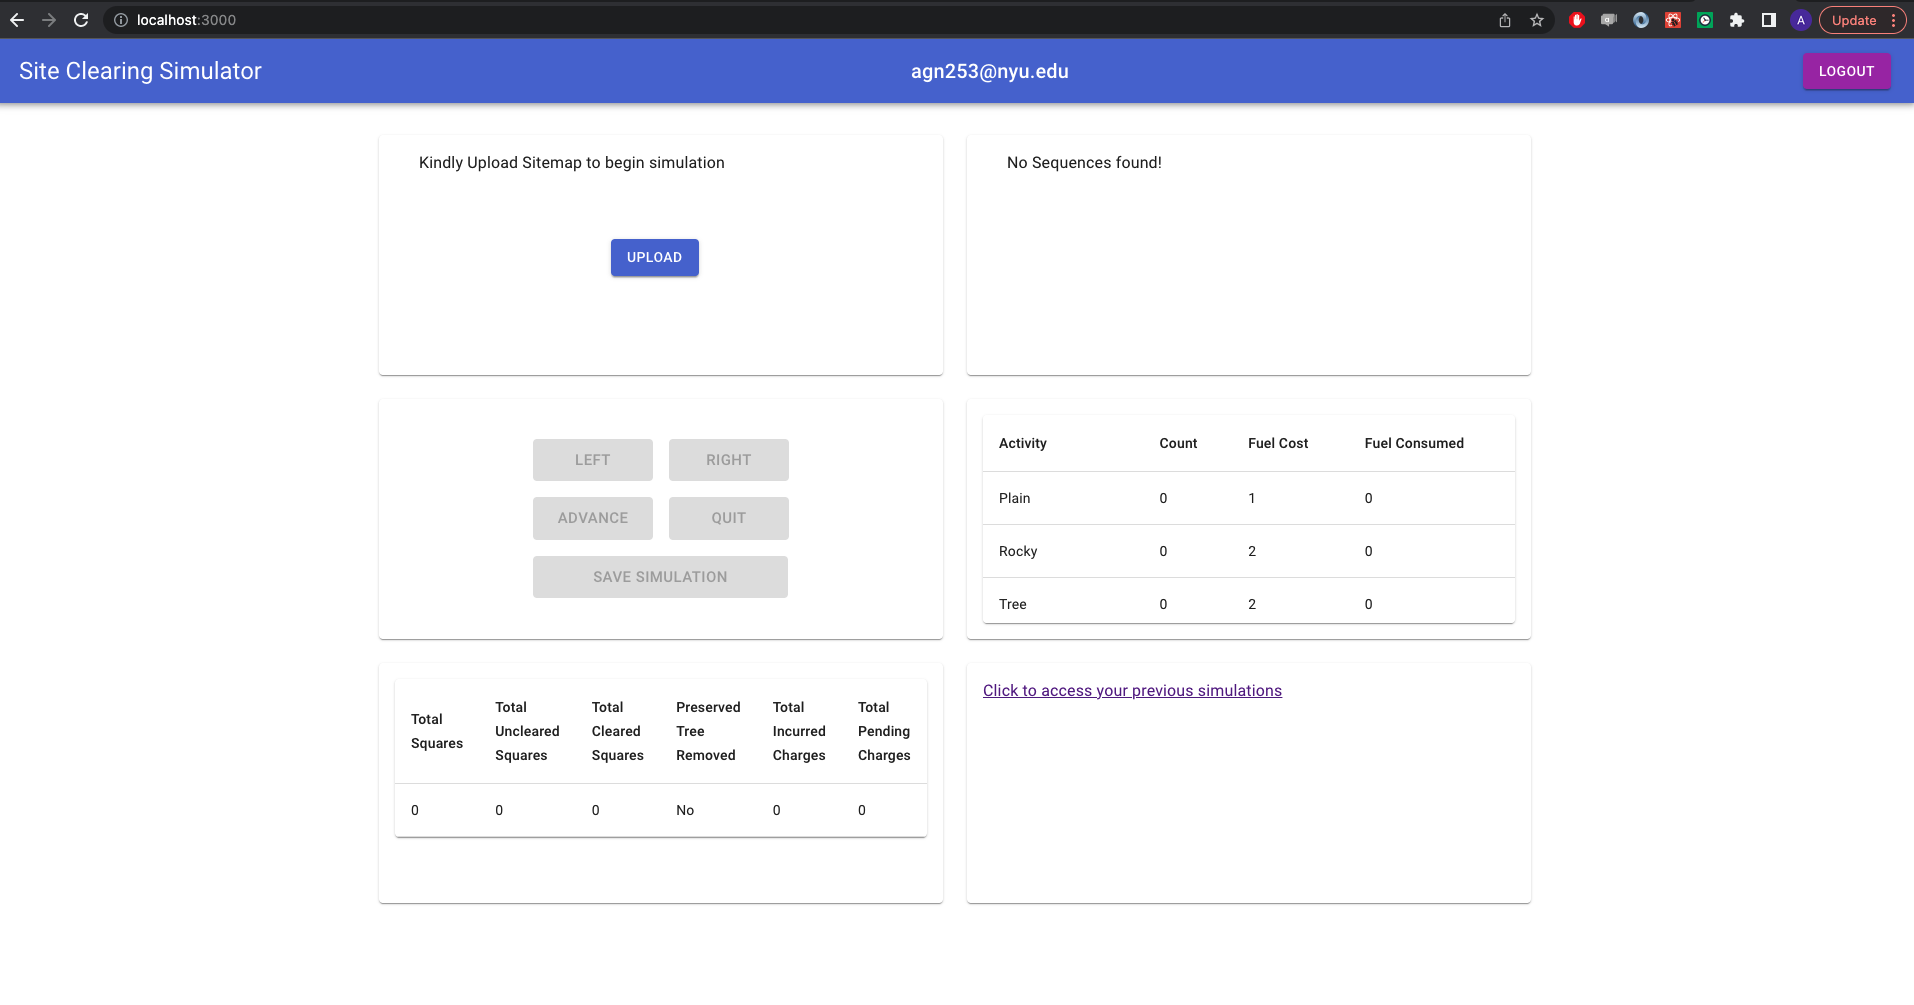 localhost:3000
A
Update
Site Clearing Simulator
agn253@nyu.edu
LOGOUT
Kindly Upload Sitemap to begin simulation
UPLOAD
No Sequences found!
LEFT RIGHT
ADVANCE QUIT
SAVE SIMULATION
Activity Count Fuel Cost Fuel Consumed
Plain 0 1 0
Rocky 0 2 0
Tree 0 2 0
Total Squares Total Uncleared Squares Total Cleared Squares Preserved Tree Removed Total Incurred Charges Total Pending Charges
0 0 0 No 0 0
Click to access your previous simulations